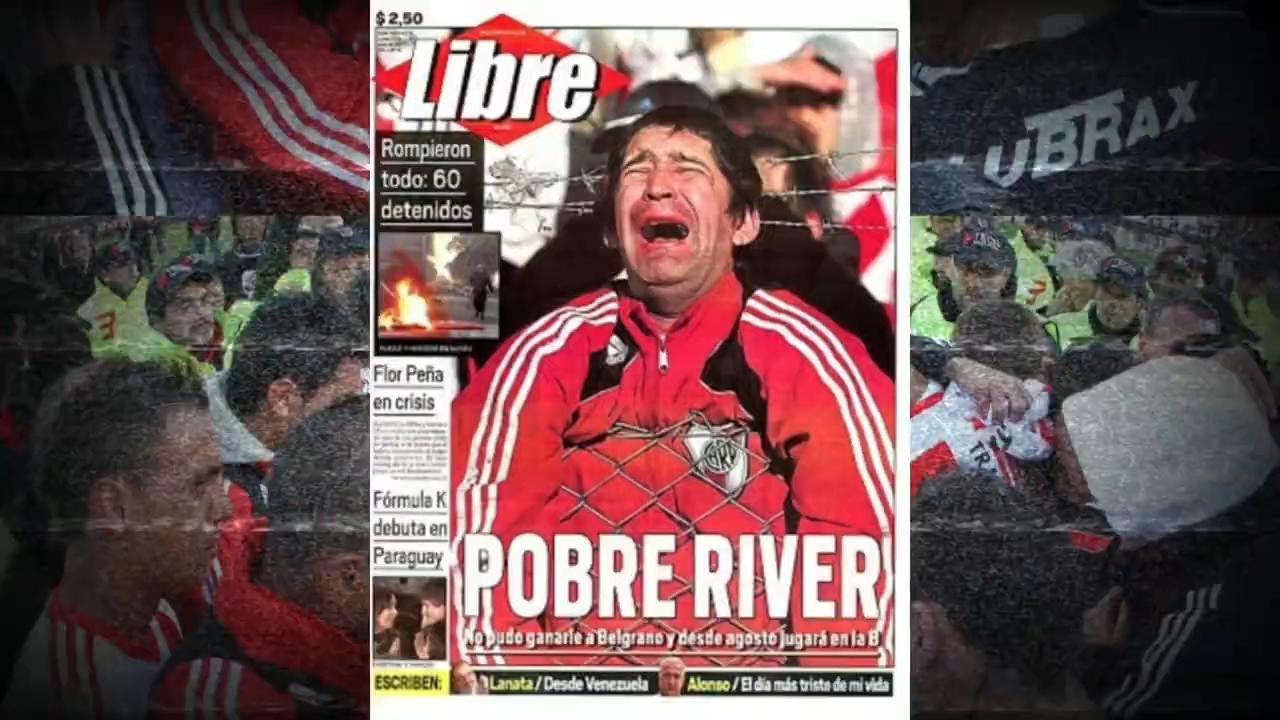 $ 2,50
Libre
Rompieron
todo: 60
detenidos
Flor Peña
en crisis
Fórmula K
debuta en
Paraguay
POBRE RIVER
No pudo ganarle a Belgrano y desde agosto jugará en la B
ESCRIBEN:
Lanata / Desde Venezuela
Alonso / El día más triste de mi vida
UBRAX